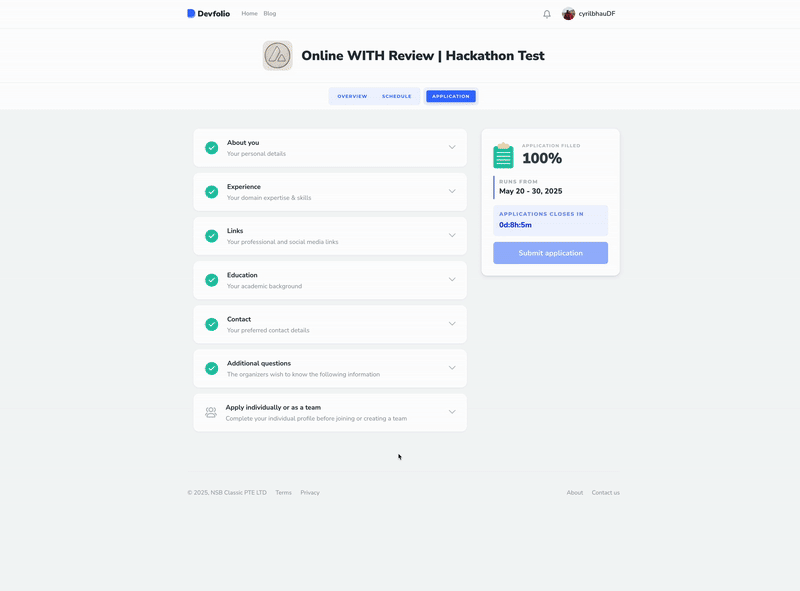 Devfolio Home Blog cyrilbhauDF
Online WITH Review | Hackathon Test
OVERVIEW SCHEDULE APPLICATION
About you
Your personal details
Experience
Your domain expertise & skills
Links
Your professional and social media links
Education
Your academic background
Contact
Your preferred contact details
Additional questions
The organizers wish to know the following information
Apply individually or as a team
Complete your individual profile before joining or creating a team
APPLICATION FILLED
100%
RUNS FROM
May 20 - 30, 2025
APPLICATIONS CLOSES IN
0d:8h:5m
Submit application
© 2025, NSB Classic PTE LTD Terms Privacy About Contact us